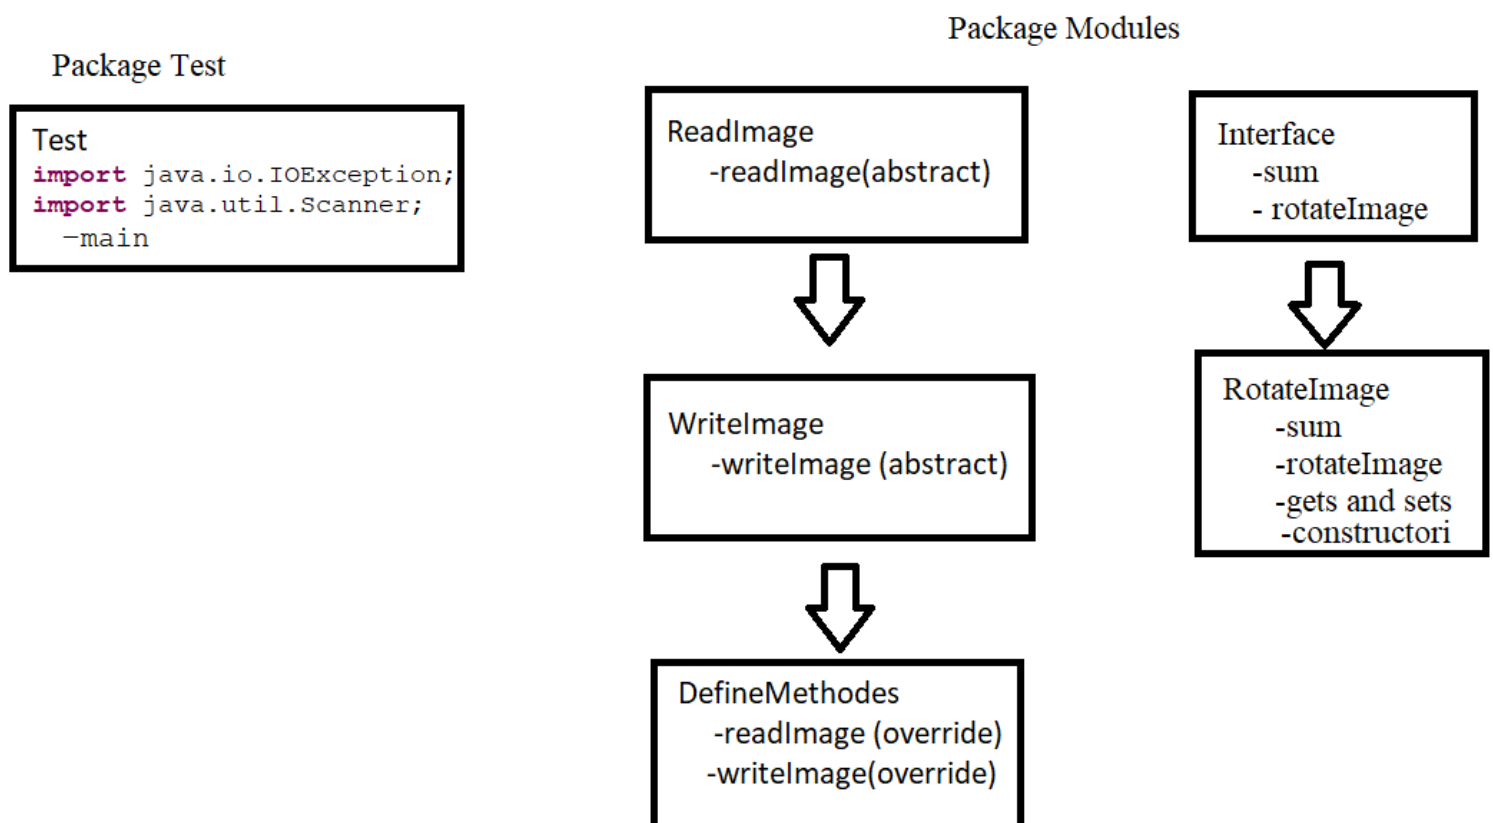 Package Modules
Package Test
Test
import java.io.IOException;
import java.util.Scanner;
-main
ReadImage
-readImage(abstract)
Interface
-sum
- rotateImage
WriteImage
-writeImage (abstract)
RotateImage
-sum
-rotateImage
-gets and sets
-constructori
DefineMethodes
-readImage (override)
-writeImage(override)